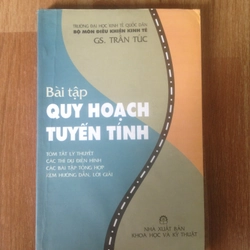 TRƯỜNG ĐẠI HỌC KINH TẾ QUỐC DÂN
BỘ MÔN ĐIỀU KHIỂN KINH TẾ
GS. TRẦN TÚC
Bài tập
QUY HOẠCH
TUYẾN TÍNH
TÓM TẮT LÝ THUYẾT
CÁC THÍ DỤ ĐIỂN HÌNH
CÁC BÀI TẬP TỔNG HỢP
KÈM HƯỚNG DẪN, LỜI GIẢI
NHÀ XUẤT BẢN
KHOA HỌC VÀ KỸ THUẬT